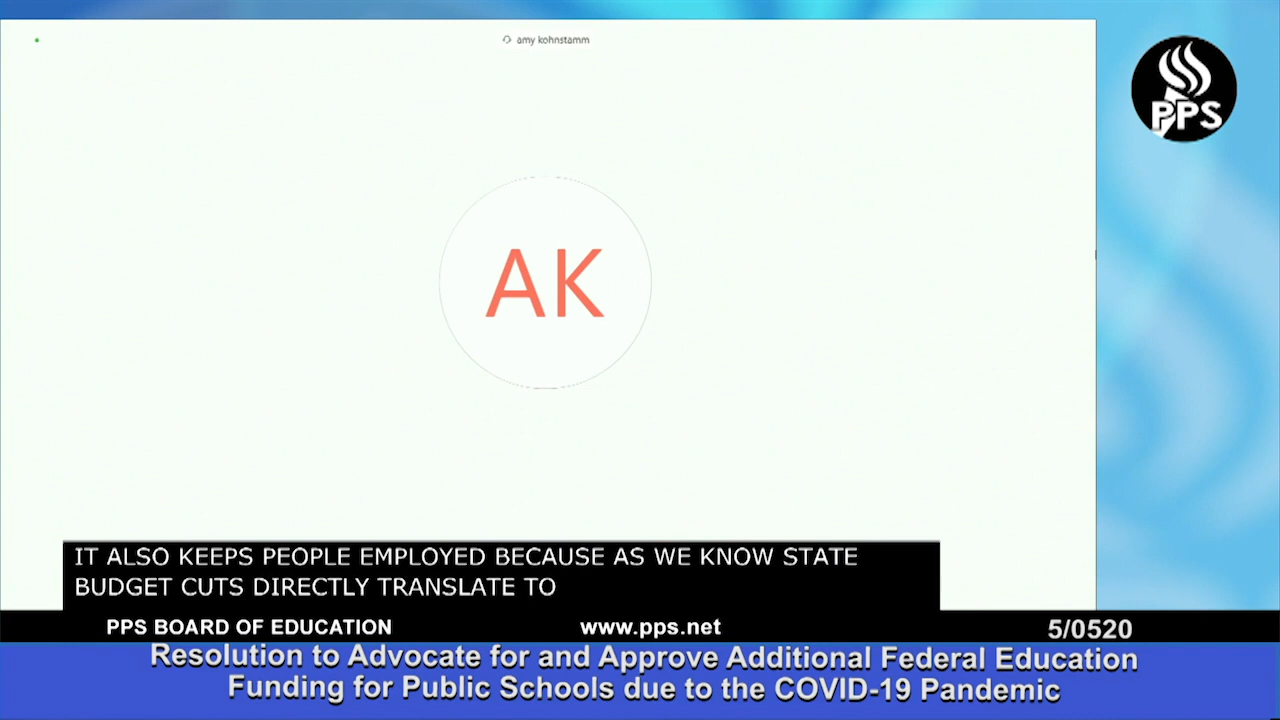 amy kohnstamm
PPS
AK
IT ALSO KEEPS PEOPLE EMPLOYED BECAUSE AS WE KNOW STATE
BUDGET CUTS DIRECTLY TRANSLATE TO
PPS BOARD OF EDUCATION www.pps.net 5/0520
Resolution to Advocate for and Approve Additional Federal Education
Funding for Public Schools due to the COVID-19 Pandemic